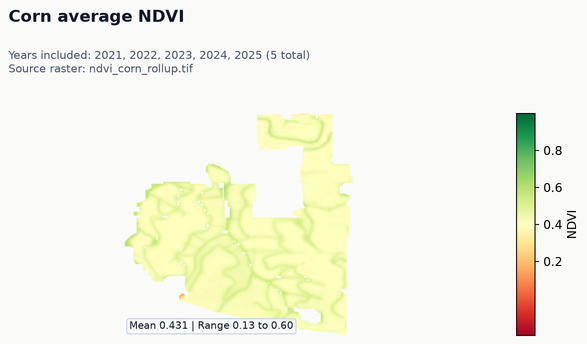 Corn average NDVI
Years included: 2021, 2022, 2023, 2024, 2025 (5 total)
Source raster: ndvi_corn_rollup.tif
0.8
0.6
0.4
0.2
NDVI
Mean 0.431 | Range 0.13 to 0.60